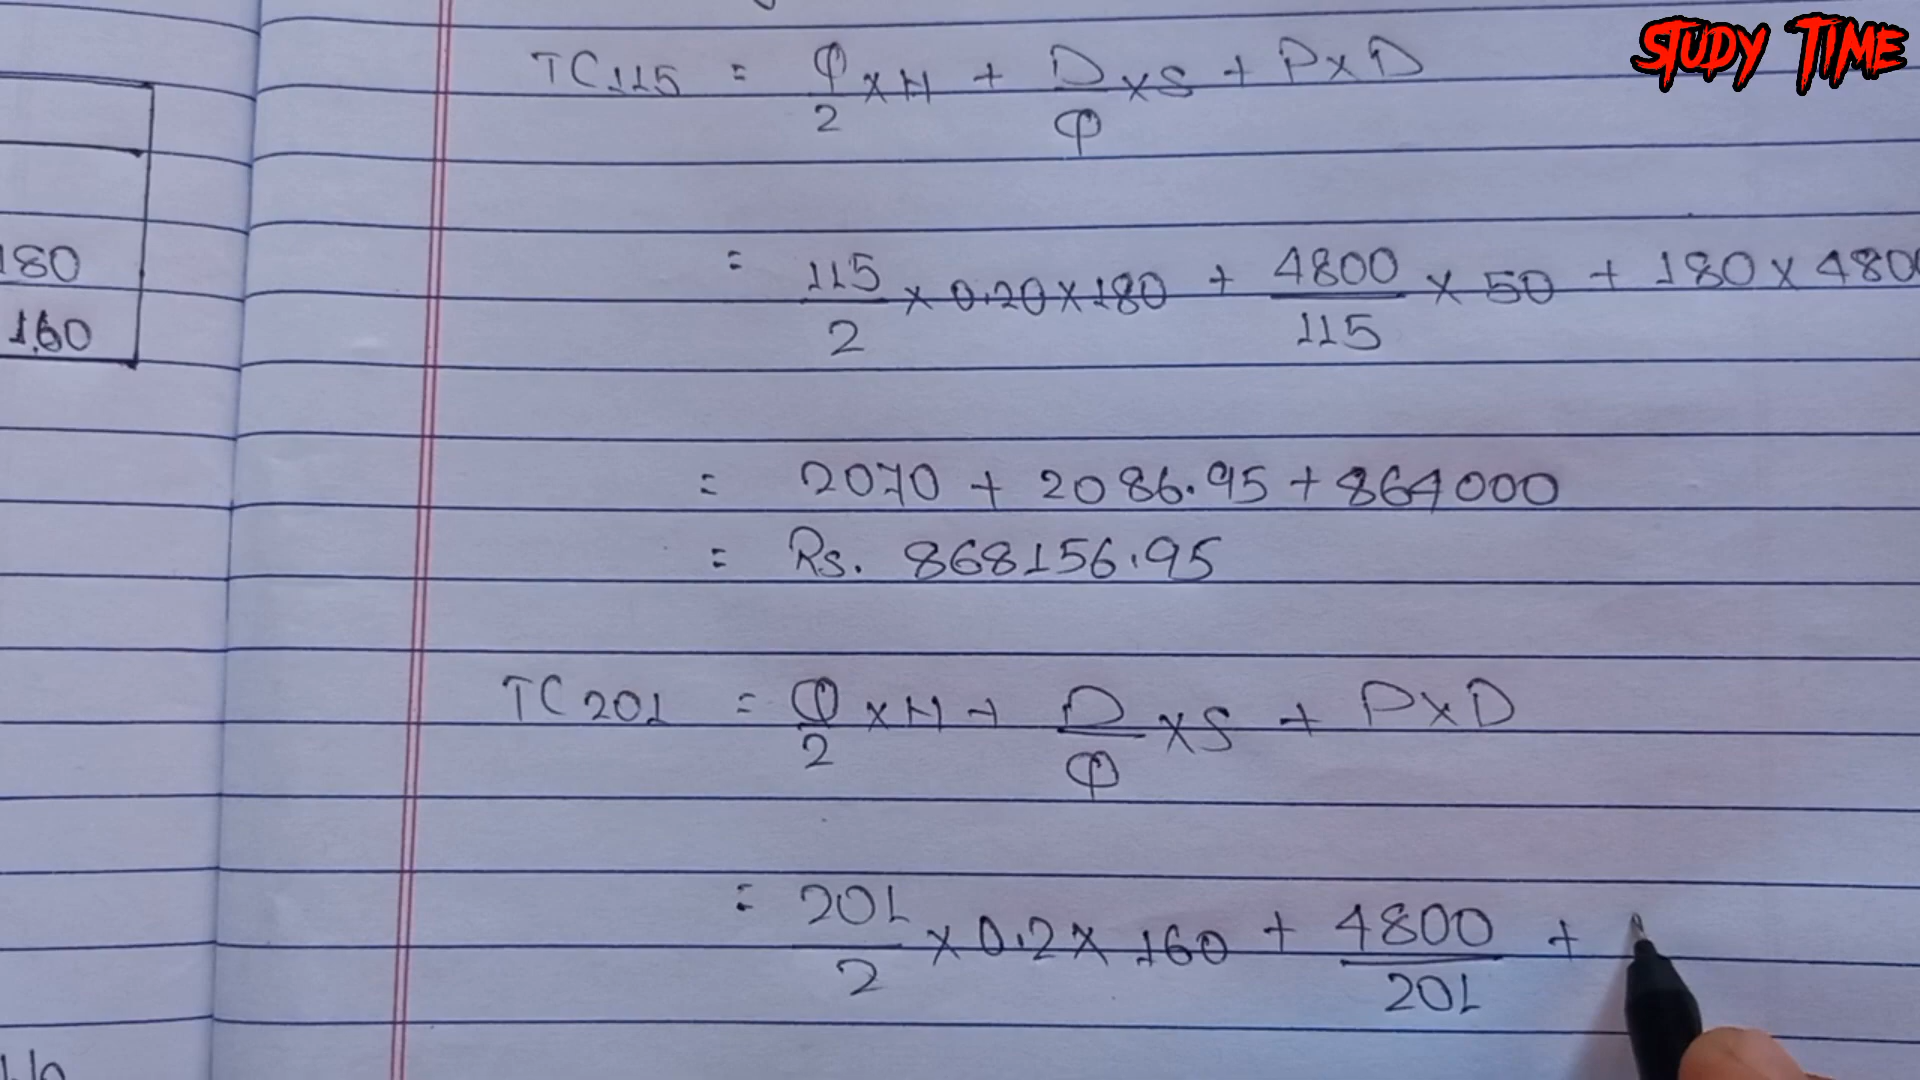 STUDY TIME
TC115 = Q/2 x H + D/Q x S + P x D
180
= 115/2 x 0.20 x 180 + 4800/115 x 50 + 180 x 480
160
= 2070 + 2086.95 + 864000
= Rs. 868156.95
TC201 = Q/2 x H + D/Q x S + P x D
= 201/2 x 0.2 x 160 + 4800/201 +